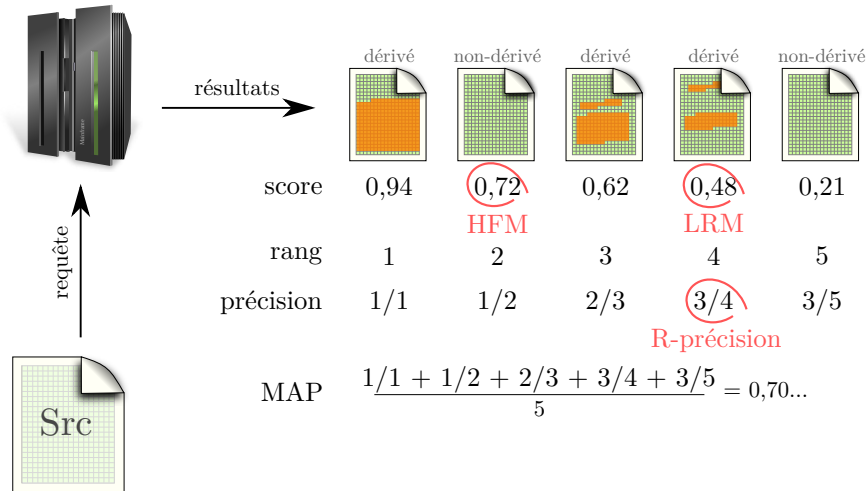 dérivé non-dérivé dérivé dérivé non-dérivé
résultats
Mainframe
score 0,94 0,72 0,62 0,48 0,21
HFM LRM
requête
rang 1 2 3 4 5
précision 1/1 1/2 2/3 3/4 3/5
R-précision
MAP 1/1 + 1/2 + 2/3 + 3/4 + 3/5
5
= 0,70...
Src